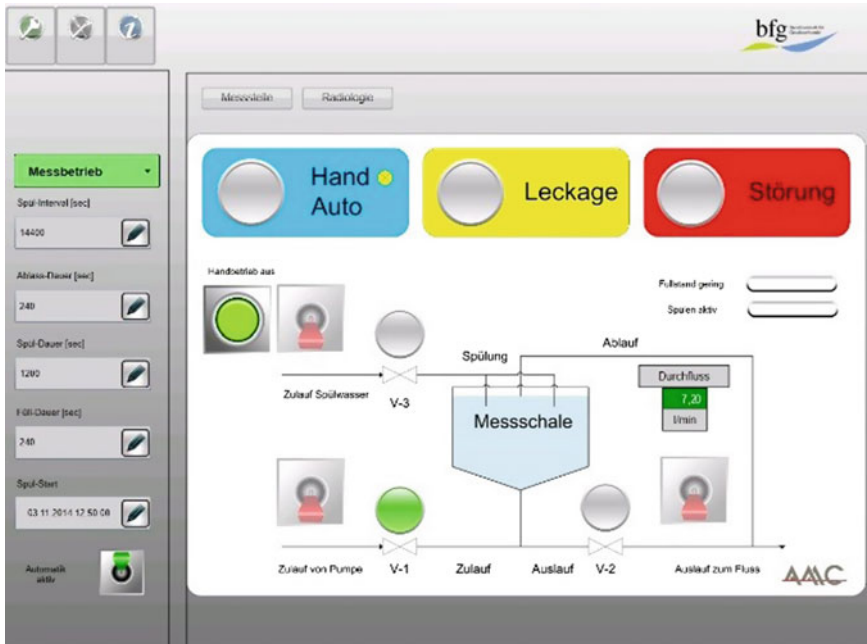 bfg
Messstelle
Radiologie
Messbetrieb
Spül-Interval [sec]
14400
Ablass-Dauer [sec]
240
Spül-Dauer [sec]
1200
Füll-Dauer [sec]
240
Spül-Start
03.11.2014 12:50:00
Automatik
aktiv
Hand
Auto
Leckage
Störung
Handbetrieb aus
Füllstand gering
Spülen aktiv
Spülung
Ablauf
Zulauf Spülwasser
V-3
Messschale
Durchfluss
7,20
l/min
Zulauf von Pumpe
V-1
Zulauf
Auslauf
V-2
Auslauf zum Fluss
AMC